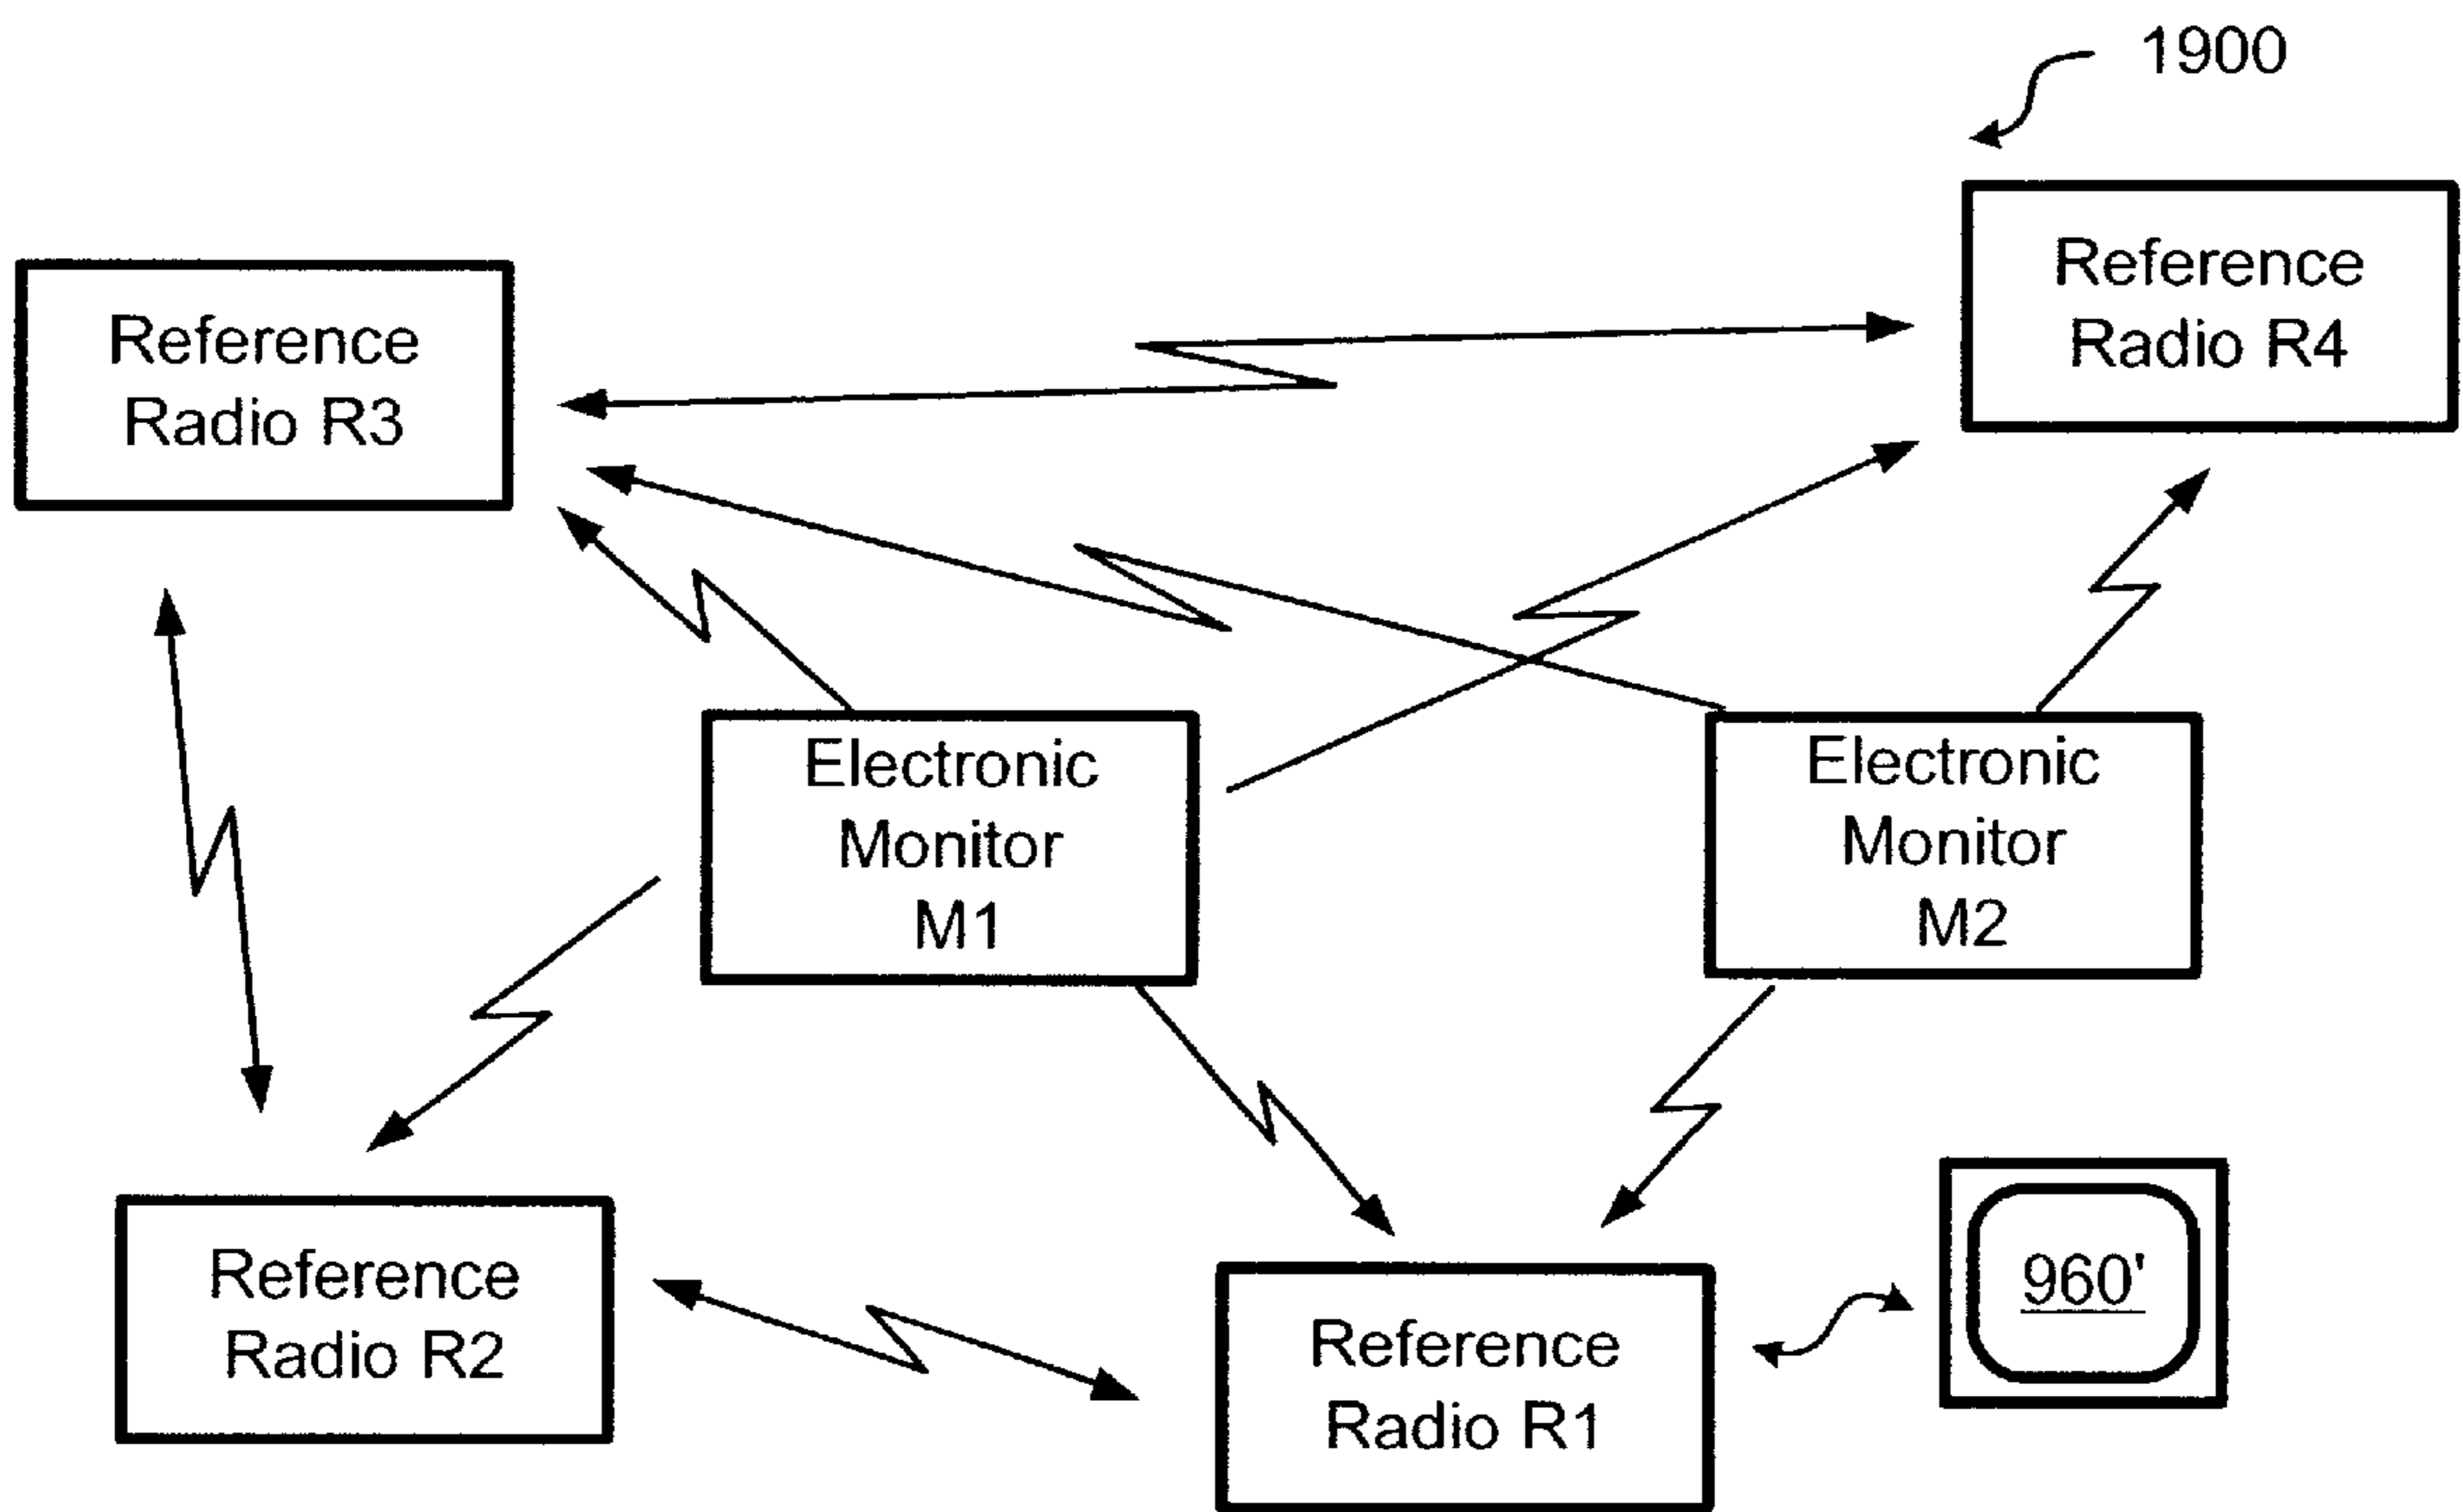 1900
Reference
Radio R4
Reference
Radio R3
Electronic
Monitor
M1
Electronic
Monitor
M2
Reference
Radio R2
Reference
Radio R1
960'